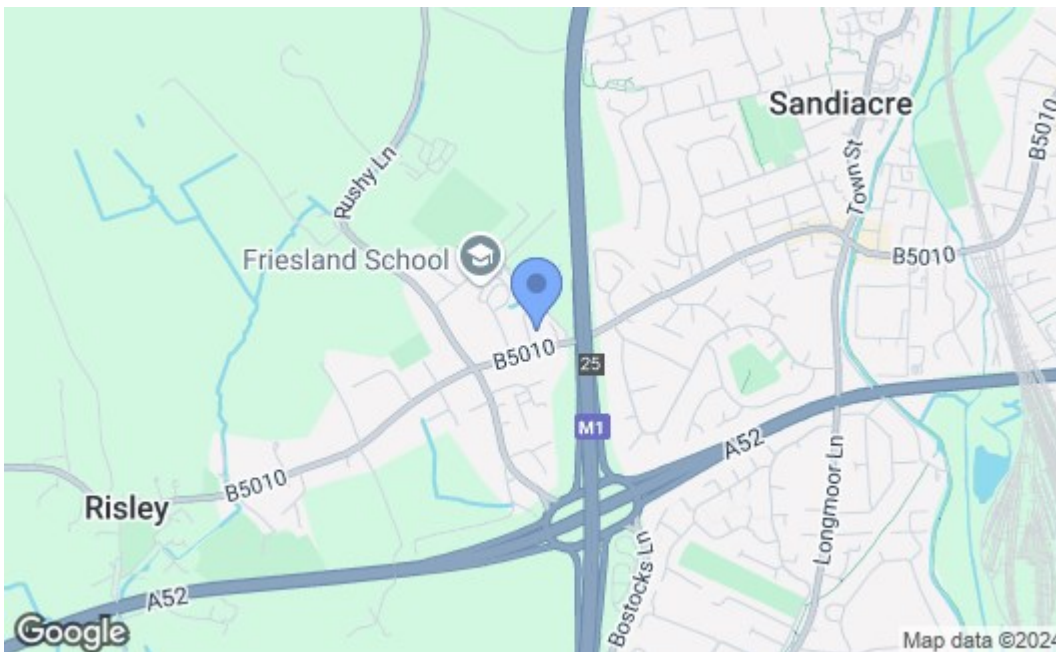 Sandiacre
B5010
Rushy Ln
Town St
Friesland School
B5010
B5010
25
M1
A52
Longmoor Ln
B5010
Risley
A52
Bostocks Ln
Google
Map data ©2024